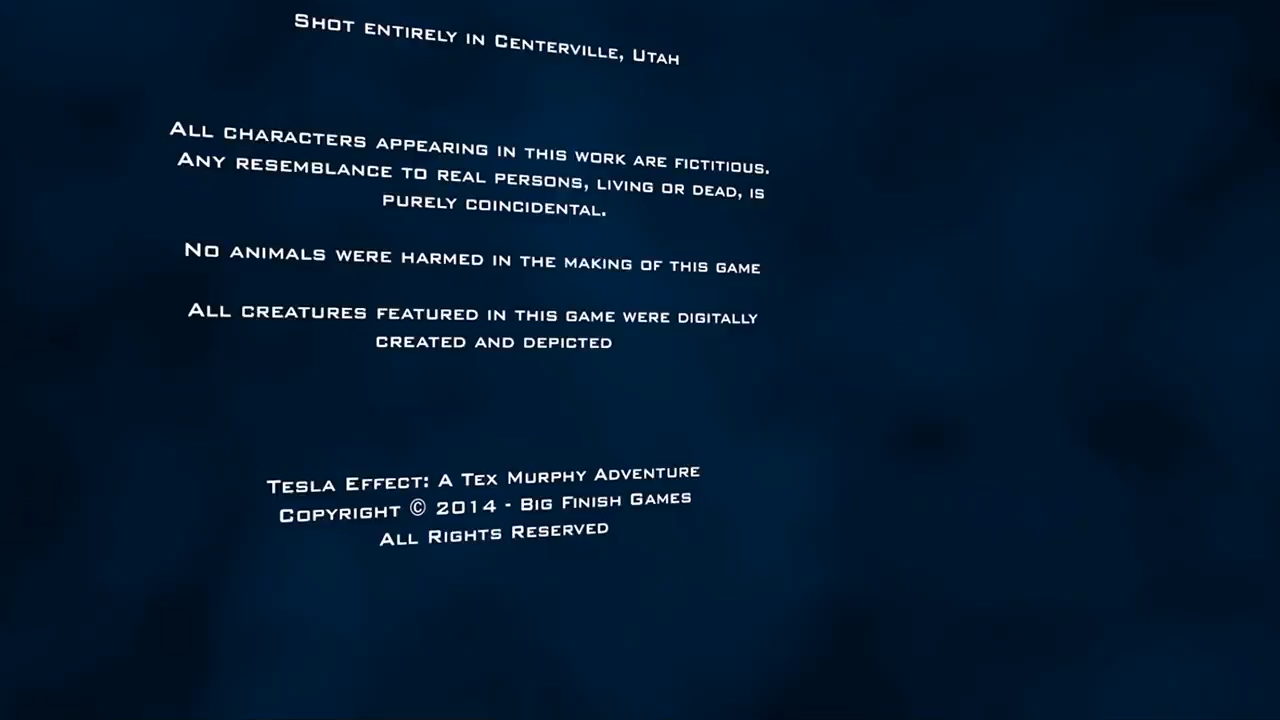 Shot entirely in Centerville, Utah
All characters appearing in this work are fictitious.
Any resemblance to real persons, living or dead, is
purely coincidental.
No animals were harmed in the making of this game
All creatures featured in this game were digitally
created and depicted
Tesla Effect: A Tex Murphy Adventure
Copyright © 2014 - Big Finish Games
All Rights Reserved